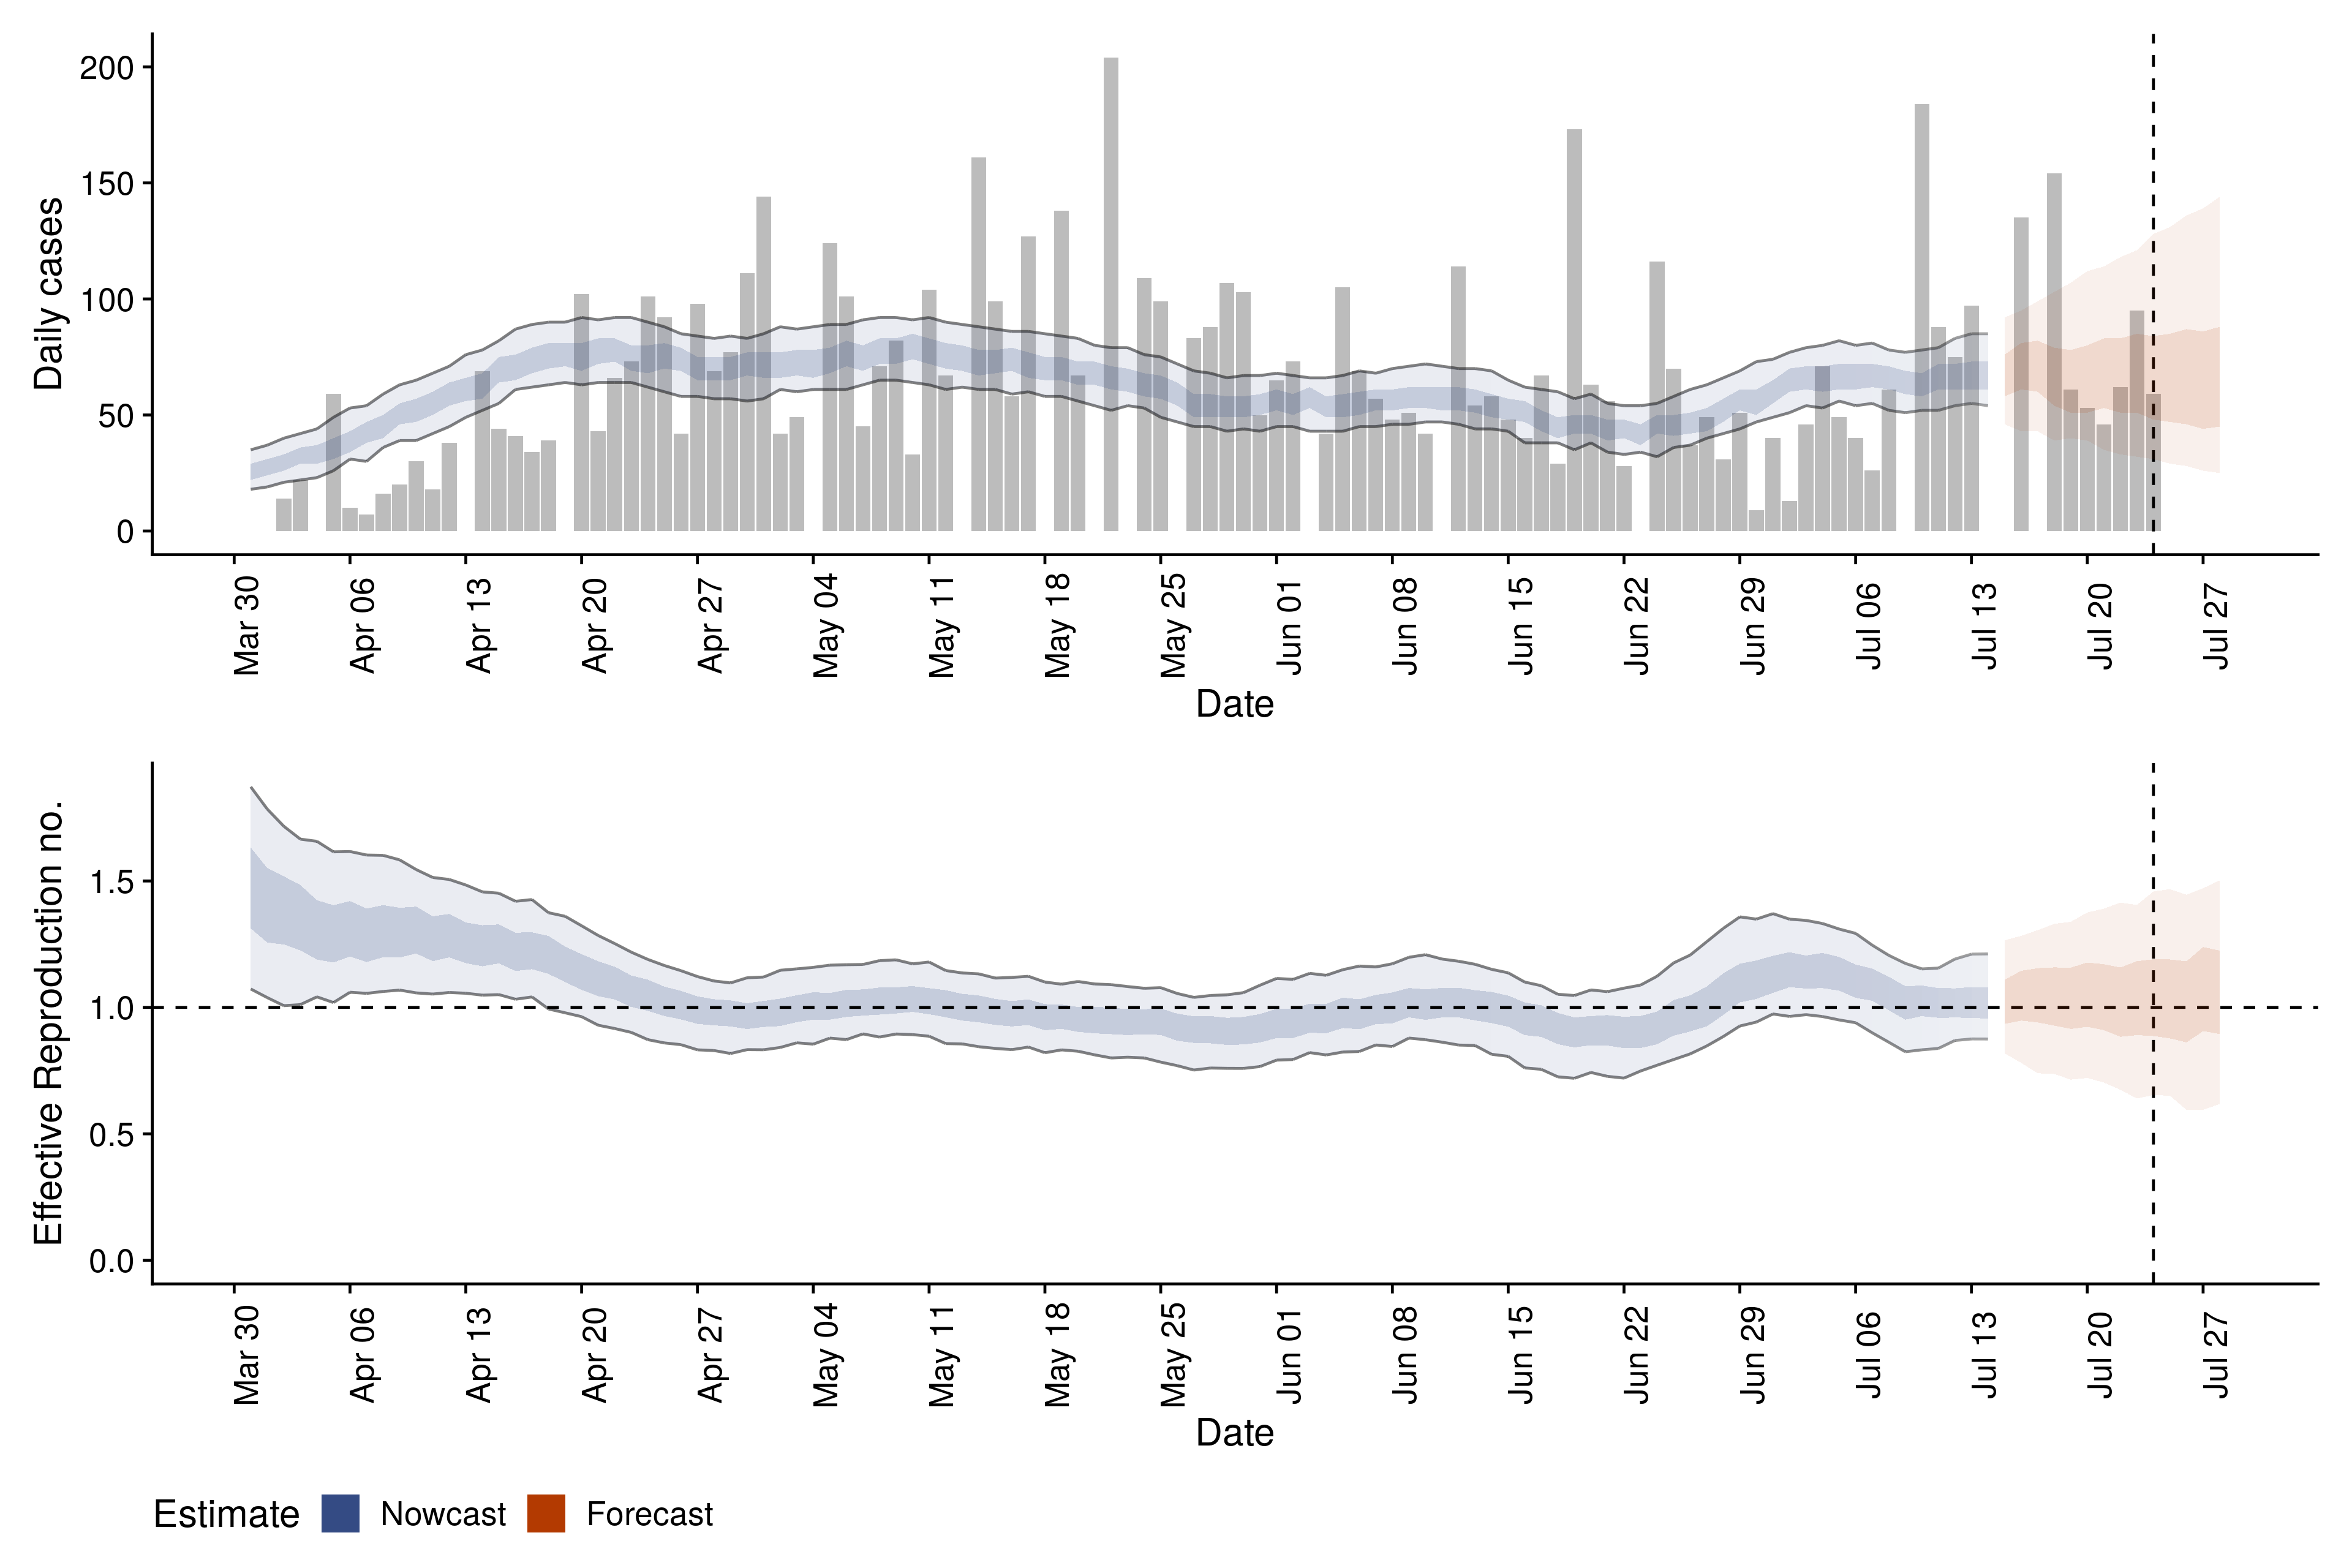 Daily cases
200
150
100
50
0
Mar 30
Apr 06
Apr 13
Apr 20
Apr 27
May 04
May 11
May 18
May 25
Jun 01
Jun 08
Jun 15
Jun 22
Jun 29
Jul 06
Jul 13
Jul 20
Jul 27
Date
Effective Reproduction no.
1.5
1.0
0.5
0.0
Mar 30
Apr 06
Apr 13
Apr 20
Apr 27
May 04
May 11
May 18
May 25
Jun 01
Jun 08
Jun 15
Jun 22
Jun 29
Jul 06
Jul 13
Jul 20
Jul 27
Date
Estimate Nowcast Forecast